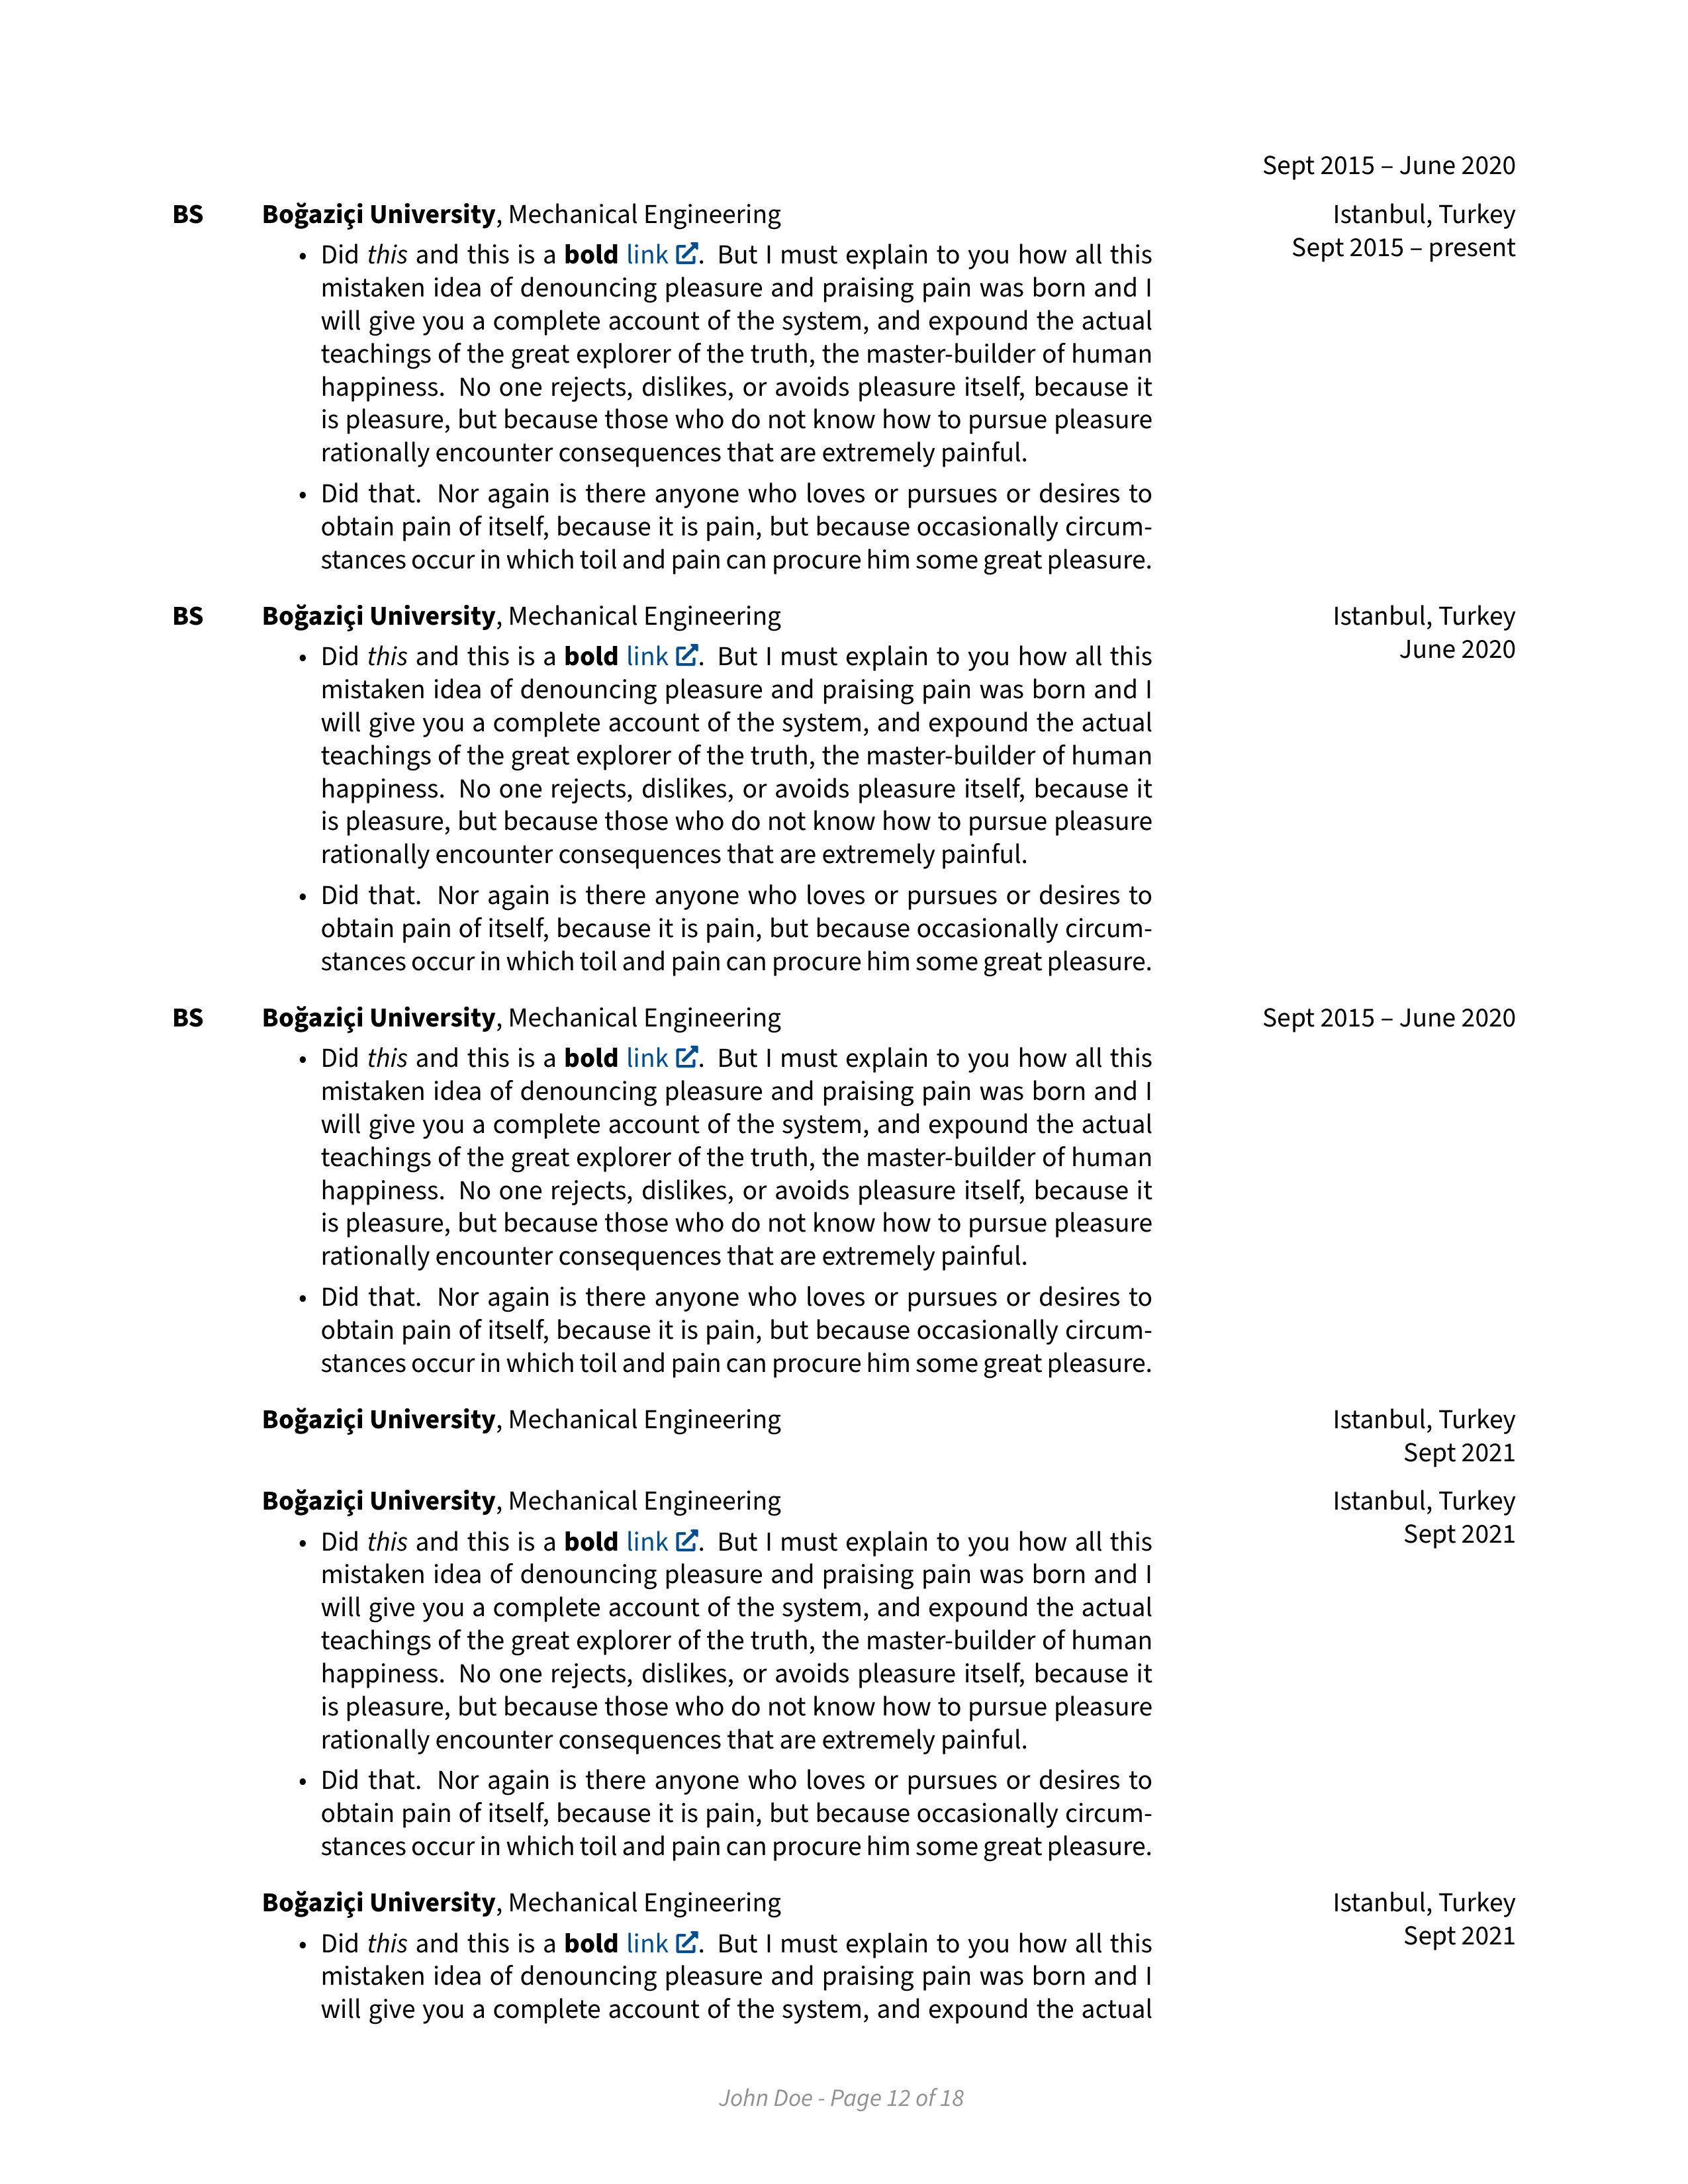 Sept 2015 – June 2020
BS Boğaziçi University, Mechanical Engineering Istanbul, Turkey
Sept 2015 – present
• Did this and this is a bold link. But I must explain to you how all this
mistaken idea of denouncing pleasure and praising pain was born and I
will give you a complete account of the system, and expound the actual
teachings of the great explorer of the truth, the master-builder of human
happiness. No one rejects, dislikes, or avoids pleasure itself, because it
is pleasure, but because those who do not know how to pursue pleasure
rationally encounter consequences that are extremely painful.
• Did that. Nor again is there anyone who loves or pursues or desires to
obtain pain of itself, because it is pain, but because occasionally circum-
stances occur in which toil and pain can procure him some great pleasure.
BS Boğaziçi University, Mechanical Engineering Istanbul, Turkey
June 2020
• Did this and this is a bold link. But I must explain to you how all this
mistaken idea of denouncing pleasure and praising pain was born and I
will give you a complete account of the system, and expound the actual
teachings of the great explorer of the truth, the master-builder of human
happiness. No one rejects, dislikes, or avoids pleasure itself, because it
is pleasure, but because those who do not know how to pursue pleasure
rationally encounter consequences that are extremely painful.
• Did that. Nor again is there anyone who loves or pursues or desires to
obtain pain of itself, because it is pain, but because occasionally circum-
stances occur in which toil and pain can procure him some great pleasure.
BS Boğaziçi University, Mechanical Engineering Sept 2015 – June 2020
• Did this and this is a bold link. But I must explain to you how all this
mistaken idea of denouncing pleasure and praising pain was born and I
will give you a complete account of the system, and expound the actual
teachings of the great explorer of the truth, the master-builder of human
happiness. No one rejects, dislikes, or avoids pleasure itself, because it
is pleasure, but because those who do not know how to pursue pleasure
rationally encounter consequences that are extremely painful.
• Did that. Nor again is there anyone who loves or pursues or desires to
obtain pain of itself, because it is pain, but because occasionally circum-
stances occur in which toil and pain can procure him some great pleasure.
Boğaziçi University, Mechanical Engineering Istanbul, Turkey
Sept 2021
Boğaziçi University, Mechanical Engineering Istanbul, Turkey
Sept 2021
• Did this and this is a bold link. But I must explain to you how all this
mistaken idea of denouncing pleasure and praising pain was born and I
will give you a complete account of the system, and expound the actual
teachings of the great explorer of the truth, the master-builder of human
happiness. No one rejects, dislikes, or avoids pleasure itself, because it
is pleasure, but because those who do not know how to pursue pleasure
rationally encounter consequences that are extremely painful.
• Did that. Nor again is there anyone who loves or pursues or desires to
obtain pain of itself, because it is pain, but because occasionally circum-
stances occur in which toil and pain can procure him some great pleasure.
Boğaziçi University, Mechanical Engineering Istanbul, Turkey
Sept 2021
• Did this and this is a bold link. But I must explain to you how all this
mistaken idea of denouncing pleasure and praising pain was born and I
will give you a complete account of the system, and expound the actual
John Doe - Page 12 of 18